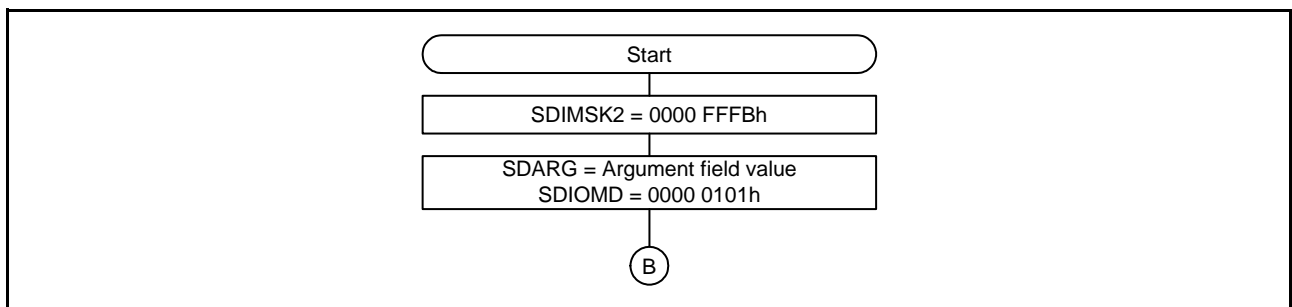 Start
SDIMSK2 = 0000 FFFBh
SDARG = Argument field value
SDIOMD = 0000 0101h
B